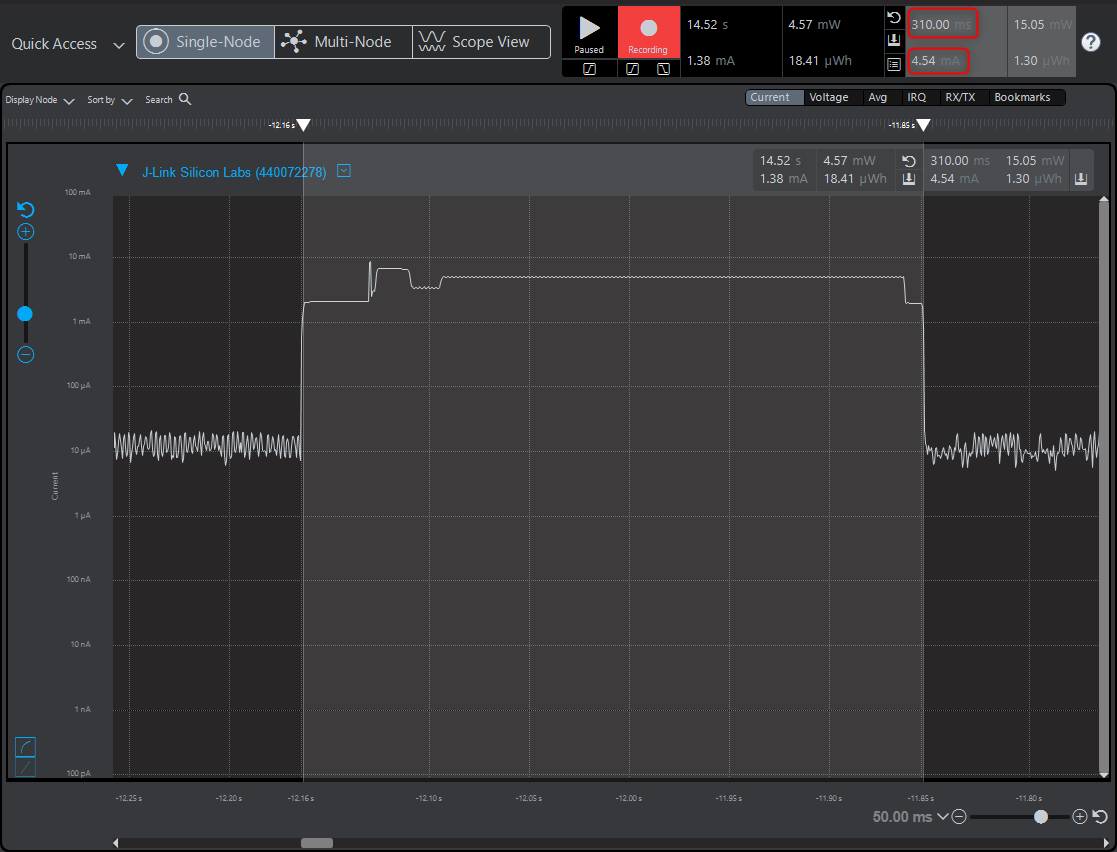 Quick Access
Single-Node
Multi-Node
Scope View
Paused
Recording
14.52 s
1.38 mA
4.57 mW
18.41 µWh
310.00 ms
4.54 mA
15.05 mW
1.30 µWh
?
Display Node
Sort by
Search
Current
Voltage
Avg
IRQ
RX/TX
Bookmarks
-12.16 s
-11.85 s
J-Link Silicon Labs (440072278)
14.52 s
4.57 mW
310.00 ms
15.05 mW
1.38 mA
18.41 µWh
4.54 mA
1.30 µWh
100 mA
10 mA
1 mA
100 µA
10 µA
Current
1 µA
100 nA
10 nA
1 nA
100 pA
-12.25 s
-12.20 s
-12.16 s
-12.10 s
-12.05 s
-12.00 s
-11.95 s
-11.90 s
-11.85 s
-11.80 s
50.00 ms